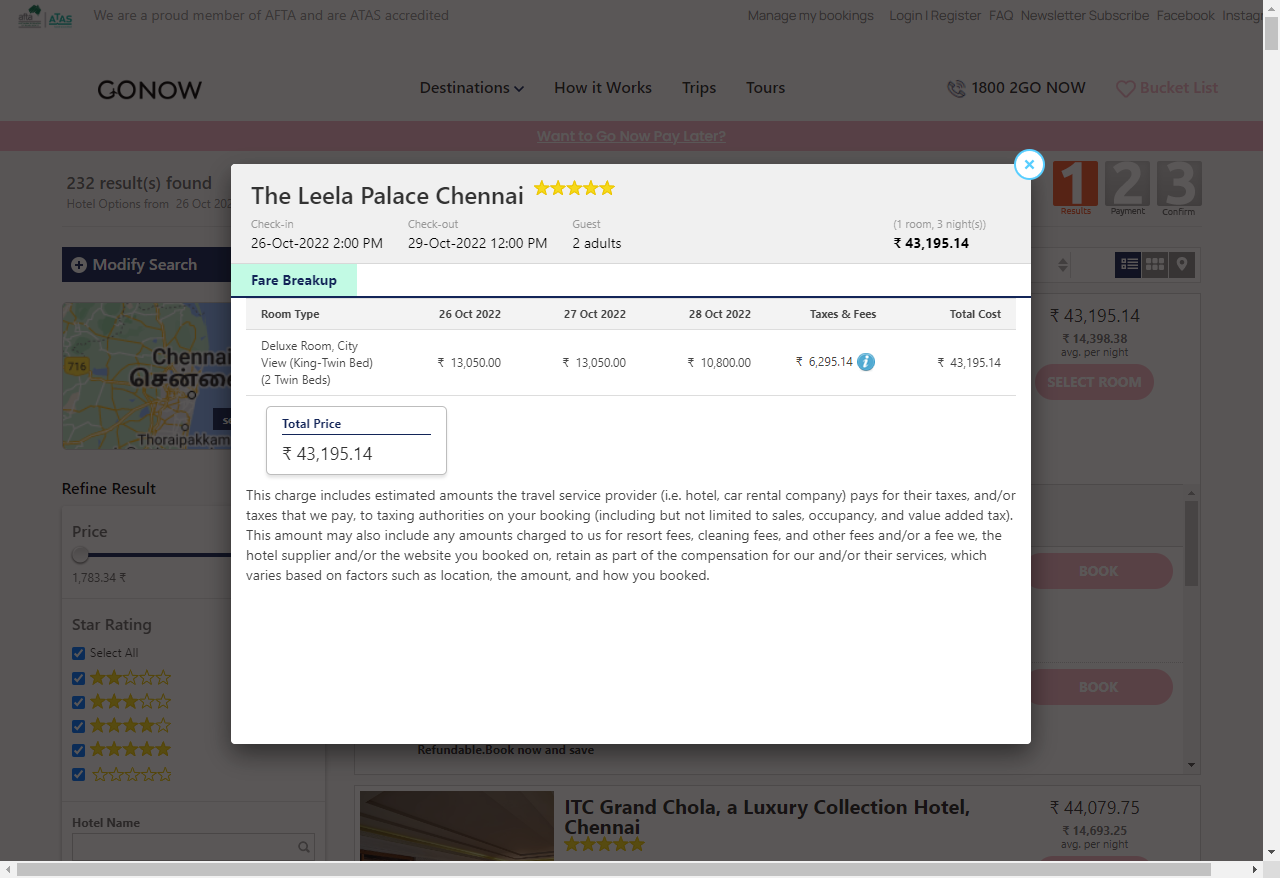 We are a proud member of AFTA and are ATAS accredited
Manage my bookings Login | Register FAQ Newsletter Subscribe Facebook
afta ATAS
GONOW
Destinations How it Works Trips Tours
1800 2GO NOW Bucket List
Want to Go Now Pay Later?
232 result(s) found
Hotel Options from 26 Oct
1 2 3
Results Payment Confirm
Modify Search
The Leela Palace Chennai
Check-in Check-out Guest (1 room, 3 night(s))
26-Oct-2022 2:00 PM 29-Oct-2022 12:00 PM 2 adults ₹ 43,195.14
Fare Breakup
Room Type 26 Oct 2022 27 Oct 2022 28 Oct 2022 Taxes & Fees Total Cost
Deluxe Room, City
View (King-Twin Bed)
(2 Twin Beds)
₹ 13,050.00 ₹ 13,050.00 ₹ 10,800.00 ₹ 6,295.14 i ₹ 43,195.14
Total Price
₹ 43,195.14
This charge includes estimated amounts the travel service provider (i.e. hotel, car rental company) pays for their taxes, and/or
taxes that we pay, to taxing authorities on your booking (including but not limited to sales, occupancy, and value added tax).
This amount may also include any amounts charged to us for resort fees, cleaning fees, and other fees and/or a fee we, the
hotel supplier and/or the website you booked on, retain as part of the compensation for our and/or their services, which
varies based on factors such as location, the amount, and how you booked.
716
Chennai
Thoraipakkam
Refine Result
Price
1,783.34 ₹
Star Rating
Select All
Hotel Name
₹ 43,195.14
₹ 14,398.38
avg. per night
SELECT ROOM
BOOK
BOOK
Refundable.Book now and save
ITC Grand Chola, a Luxury Collection Hotel,
Chennai
₹ 44,079.75
₹ 14,693.25
avg. per night